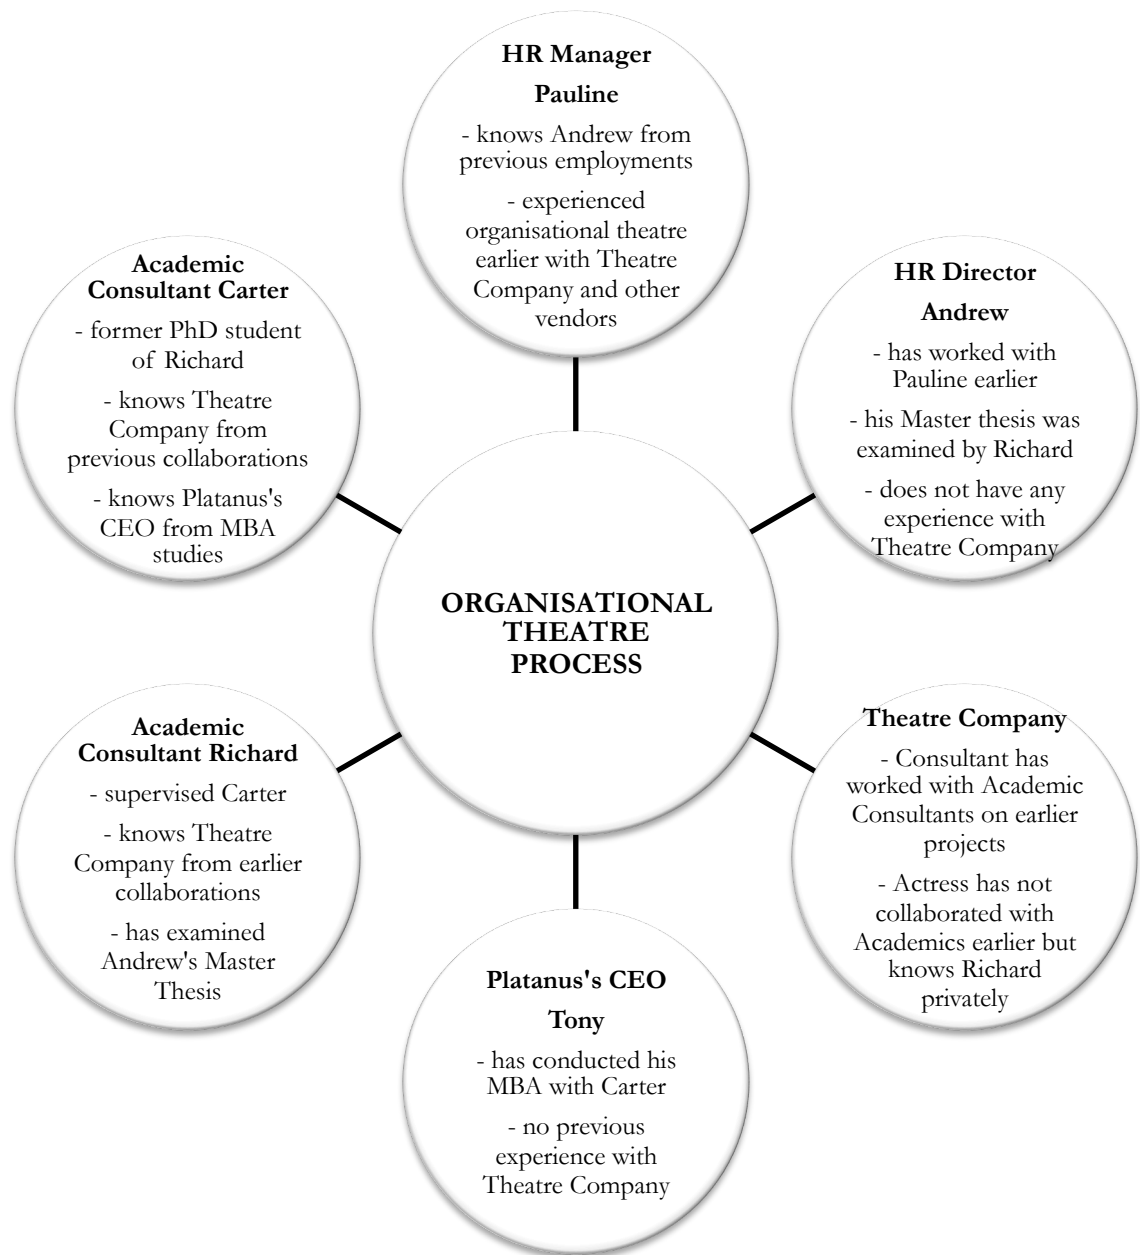 HR Manager
Pauline
- knows Andrew from
previous employments
- experienced
organisational theatre
earlier with Theatre
Company and other
vendors
HR Director
Andrew
- has worked with
Pauline earlier
- his Master thesis was
examined by Richard
- does not have any
experience with
Theatre Company
Theatre Company
- Consultant has
worked with Academic
Consultants on earlier
projects
- Actress has not
collaborated with
Academics earlier but
knows Richard
privately
Platanus's CEO
Tony
- has conducted his
MBA with Carter
- no previous
experience with
Theatre Company
Academic
Consultant Richard
- supervised Carter
- knows Theatre
Company from earlier
collaborations
- has examined
Andrew's Master
Thesis
Academic
Consultant Carter
- former PhD student
of Richard
- knows Theatre
Company from
previous collaborations
- knows Platanus's
CEO from MBA
studies
ORGANISATIONAL
THEATRE
PROCESS